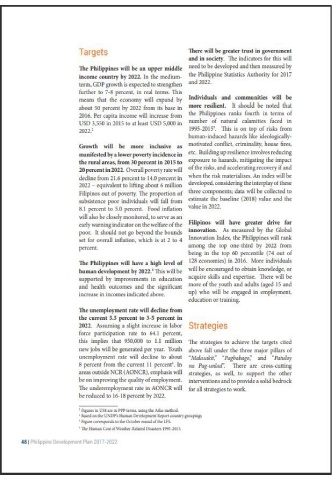 Targets
The Philippines will be an upper middle
income country by 2022. In the medium-
term, GDP growth is expected to strengthen
further to 7-8 percent, in real terms. This
means that the economy will expand by
about 50 percent by 2022 from its base in
2016. Per capita income will increase from
USD 3,550 in 2015 to at least USD 5,000 in
2022.
Growth will be more inclusive as
manifested by a lower poverty incidence in
the rural areas, from 30 percent in 2015 to
20 percent in 2022. Overall poverty rate will
decline from 21.6 percent to 14.0 percent in
2022 – equivalent to lifting about 6 million
Filipinos out of poverty. The proportion of
subsistence poor individuals will fall from
8.1 percent to 5.0 percent. Food inflation
will also be closely monitored, to serve as an
early warning indicator on the welfare of the
poor. It should not go beyond the bounds
set for overall inflation, which is at 2 to 4
percent.
The Philippines will have a high level of
human development by 2022. This will be
supported by improvements in education
and health outcomes and the significant
increase in incomes indicated above.
The unemployment rate will decline from
the current 5.5 percent to 3-5 percent in
2022. Assuming a slight increase in labor
force participation rate to 64.1 percent,
this implies that 950,000 to 1.1 million
new jobs will be generated per year. Youth
unemployment rate will decline to about
8 percent from the current 11 percent. In
areas outside NCR (AONCR), emphasis will
be on improving the quality of employment.
The underemployment rate in AONCR will
be reduced to 16-18 percent by 2022.
There will be greater trust in government
and in society. The indicators for this will
need to be developed and then measured by
the Philippine Statistics Authority for 2017
and 2022.
Individuals and communities will be
more resilient. It should be noted that
the Philippines ranks fourth in terms of
number of natural calamities faced in
1995-2015. This is on top of risks from
human-induced hazards like ideologically-
motivated conflict, criminality, house fires,
etc. Building up resilience involves reducing
exposure to hazards, mitigating the impact
of the risks, and accelerating recovery if and
when the risk materializes. An index will be
developed, considering the interplay of these
three components; data will be collected to
estimate the baseline (2018) value and the
value in 2022.
Filipinos will have greater drive for
innovation. As measured by the Global
Innovation Index, the Philippines will rank
among the top one-third by 2022 from
being in the top 60 percentile (74 out of
128 economies) in 2016. More individuals
will be encouraged to obtain knowledge, or
acquire skills and expertise. There will be
more of the youth and adults (aged 15 and
up) who will be engaged in employment,
education or training.
Strategies
The strategies to achieve the targets cited
above fall under the three major pillars of
"Malasakit," "Pagbabago," and "Patuloy
na Pag-unlad". There are cross-cutting
strategies, as well, to support the other
interventions and to provide a solid bedrock
for all strategies to work.
Figures in US$ are in PPP terms, using the Atlas method.
Based on the UNDP's Human Development Report country groupings.
Figure corresponds to the October round of the LFS.
The Human Cost of Weather Related Disasters 1995-2015.
48 | Philippine Development Plan 2017-2022